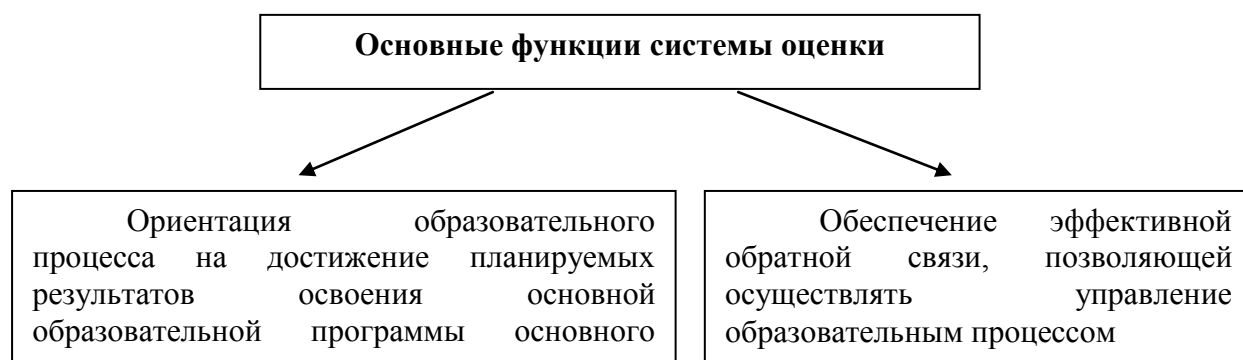 Основные функции системы оценки
Ориентация образовательного
процесса на достижение планируемых
результатов освоения основной
образовательной программы основного
Обеспечение эффективной
обратной связи, позволяющей
осуществлять управление
образовательным процессом